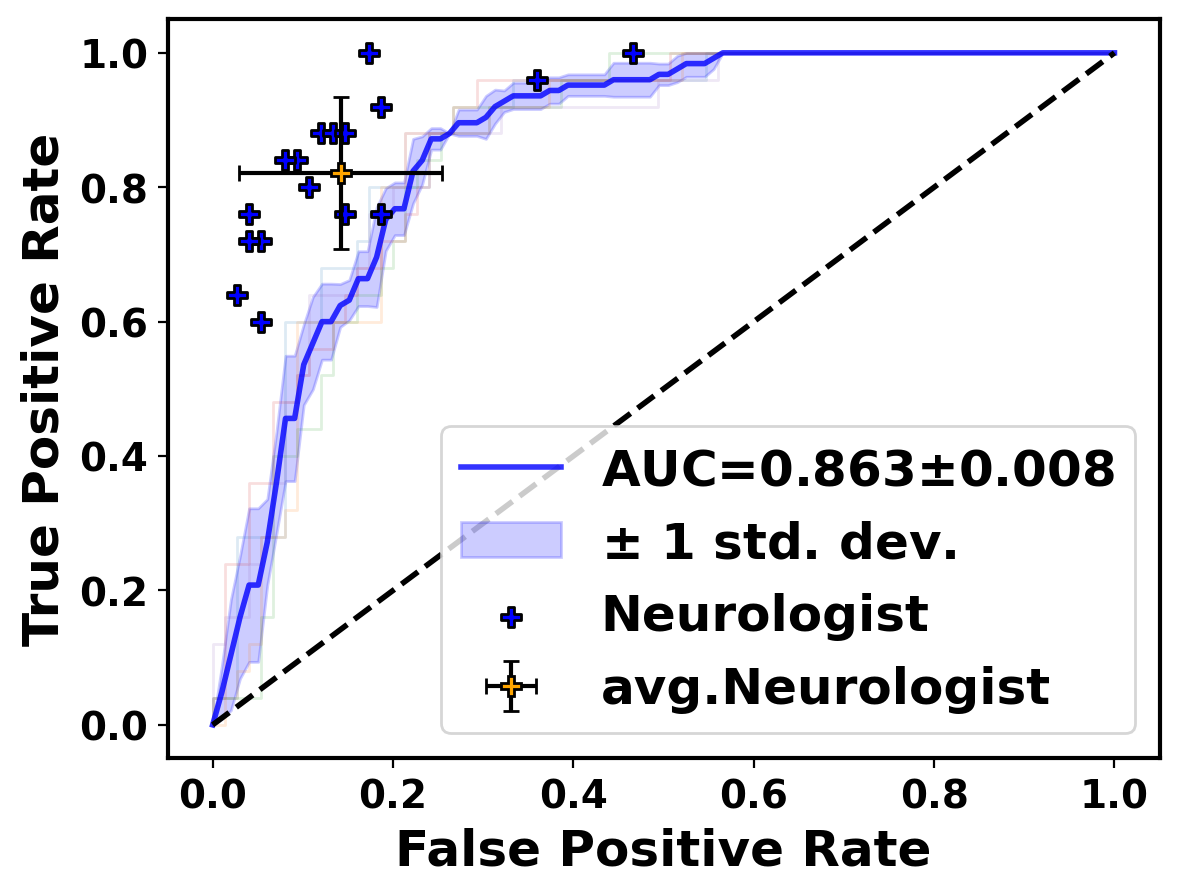 1.0
0.8
0.6
0.4
0.2
0.0
True Positive Rate
AUC=0.863±0.008
± 1 std. dev.
Neurologist
avg.Neurologist
0.0 0.2 0.4 0.6 0.8 1.0
False Positive Rate